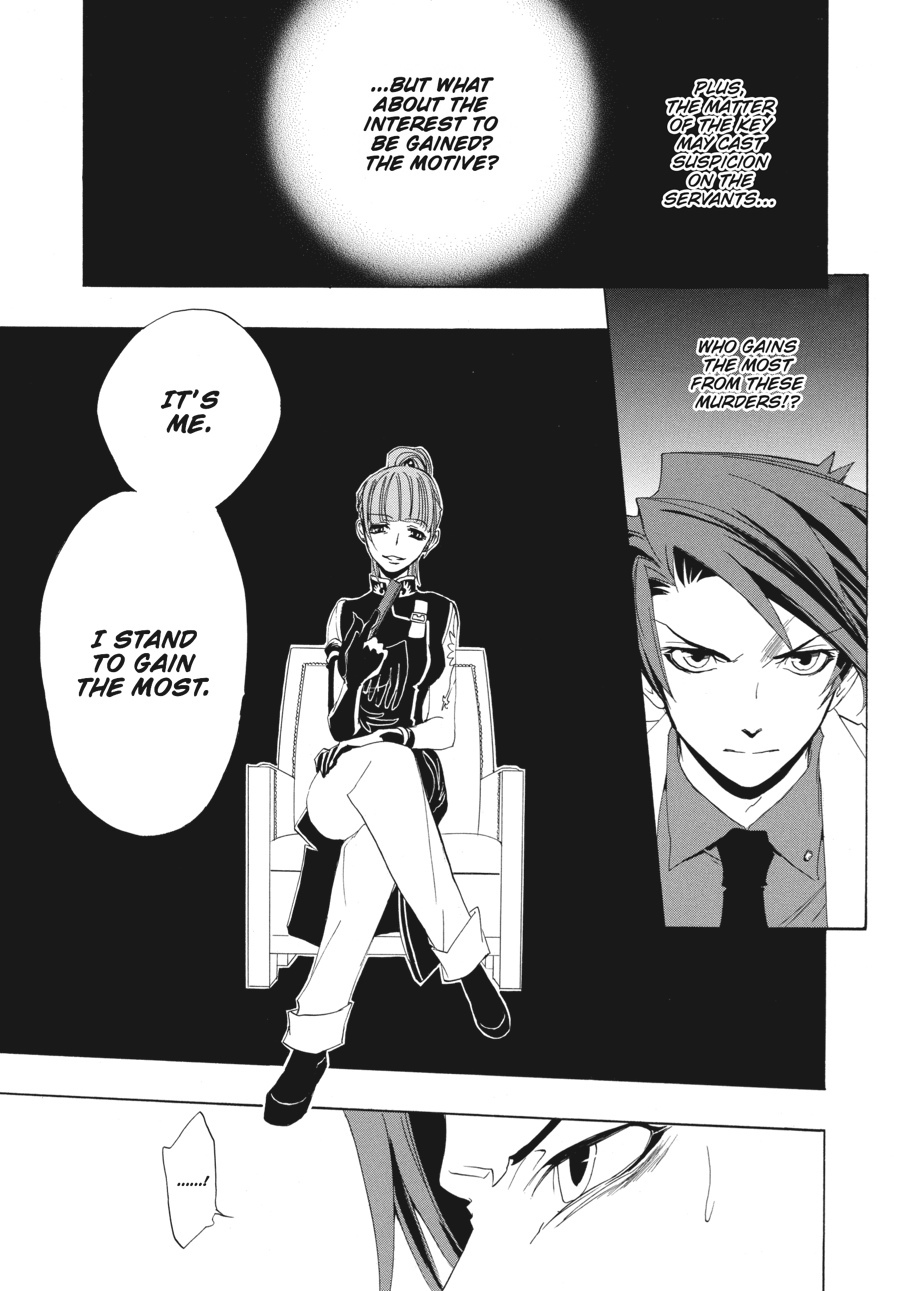 PLUS,
THE MATTER
OF THE KEY
MAY CAST
SUSPICION
ON THE
SERVANTS...
...BUT WHAT
ABOUT THE
INTEREST TO
BE GAINED?
THE MOTIVE?
WHO GAINS
THE MOST
FROM THESE
MURDERS!?
IT'S
ME.
I STAND
TO GAIN
THE MOST.
......!